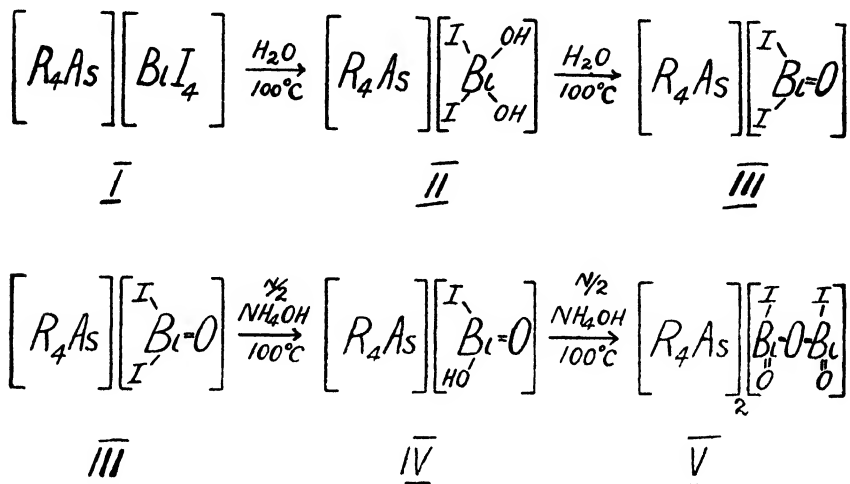 [R₄As][BiI₄] H₂O 100°C [R₄As][I I Bi OH OH] H₂O 100°C [R₄As][I I Bi=O]
I II III
[R₄As][I I Bi=O] N/2 NH₄OH 100°C [R₄As][I HO Bi=O] N/2 NH₄OH 100°C [R₄As]₂[I I Bi-O-Bi O O]
III IV V